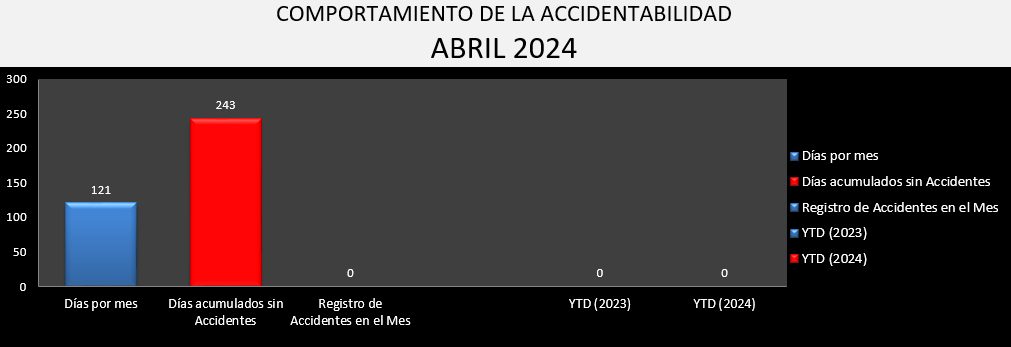 COMPORTAMIENTO DE LA ACCIDENTABILIDAD
ABRIL 2024
300
250
200
150
100
50
0
121
243
0
0
0
Días por mes
Días acumulados sin
Accidentes
Registro de
Accidentes en el Mes
YTD (2023)
YTD (2024)
Días por mes
Días acumulados sin Accidentes
Registro de Accidentes en el Mes
YTD (2023)
YTD (2024)